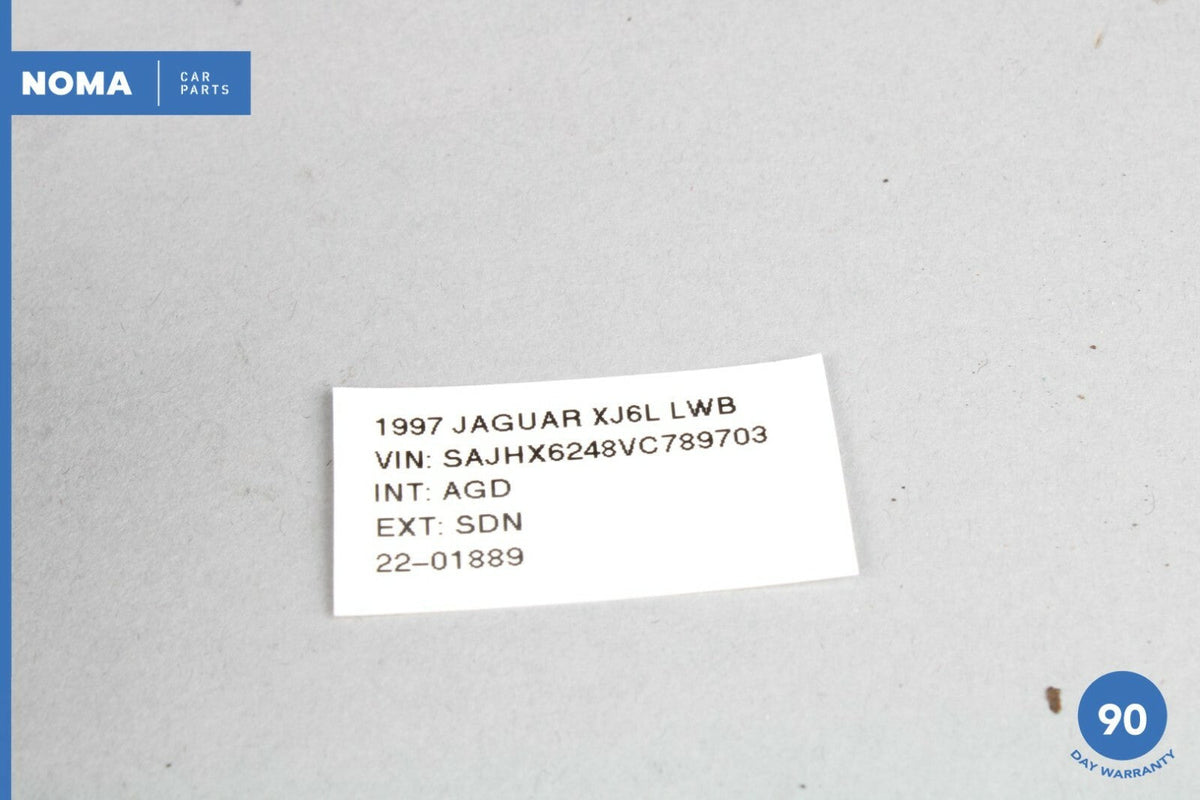 NOMA
CAR
PARTS
1997 JAGUAR XJ6L LWB
VIN: SAJHX6248VC789703
INT: AGD
EXT: SDN
22-01889
90
DAY WARRANTY